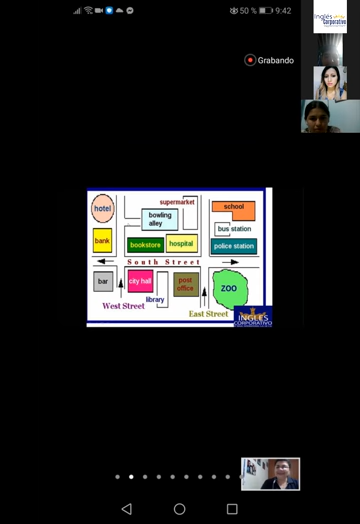 50 % 9:42
Inglés
Corporativo
Grabando
supermarket
hotel
school
bowling
alley
bus station
bank
bookstore
hospital
police station
South Street
bar
city hall
post
office
ZOO
library
West Street
East Street
INGLÉS
CORPORATIVO